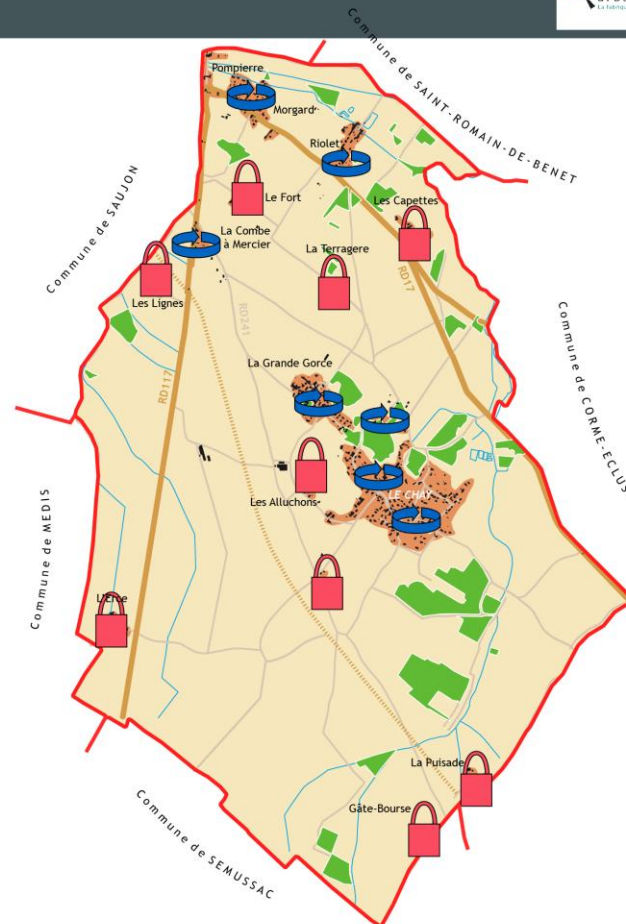 La fabriqu
Commune de SAINT-ROMAIN-DE-BENET
Pompierre
Morgard
Riolet
Commune de SAUJON
Le Fort
Les Capettes
La Combe
à Mercier
La Terragere
RD17
Les Lignes
RD241
Commune de CORME-ECLUS
La Grande Gorce
RD117
LE CHAY
Les Alluchons
Commune de MEDIS
L'Erce
La Puisade
Gâte-Bourse
Commune de SEMUSSAC